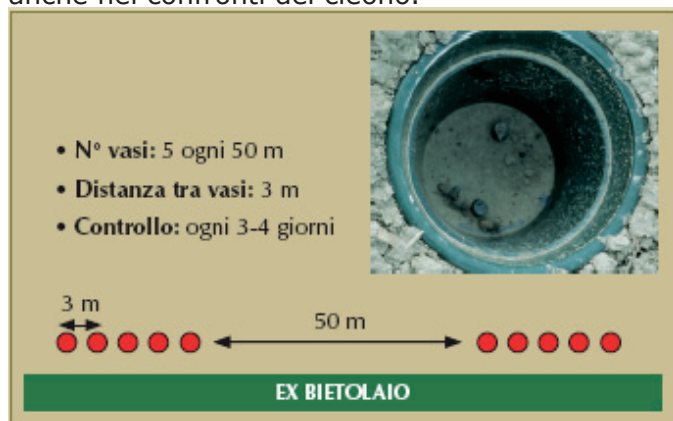 anche nei confronti del cleono.
• N° vasi: 5 ogni 50 m
• Distanza tra vasi: 3 m
• Controllo: ogni 3-4 giorni
3 m
50 m
EX BIETOLAIO